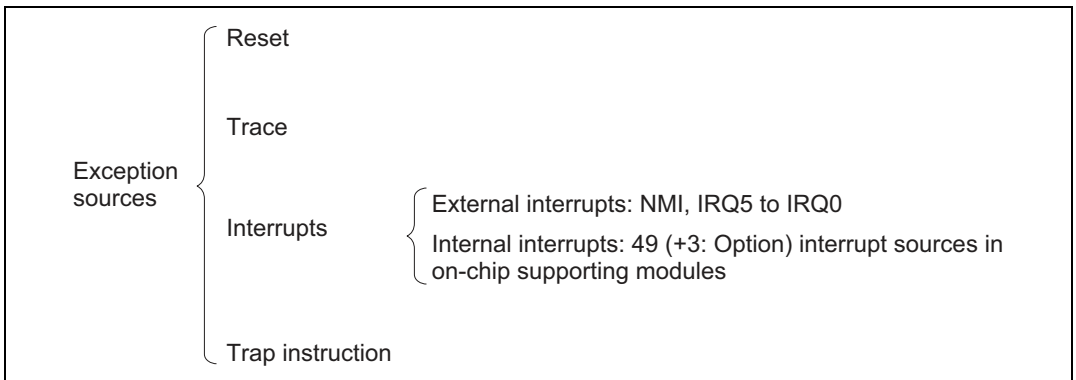 Reset
Trace
Exception
sources
Interrupts
External interrupts: NMI, IRQ5 to IRQ0
Internal interrupts: 49 (+3: Option) interrupt sources in
on-chip supporting modules
Trap instruction